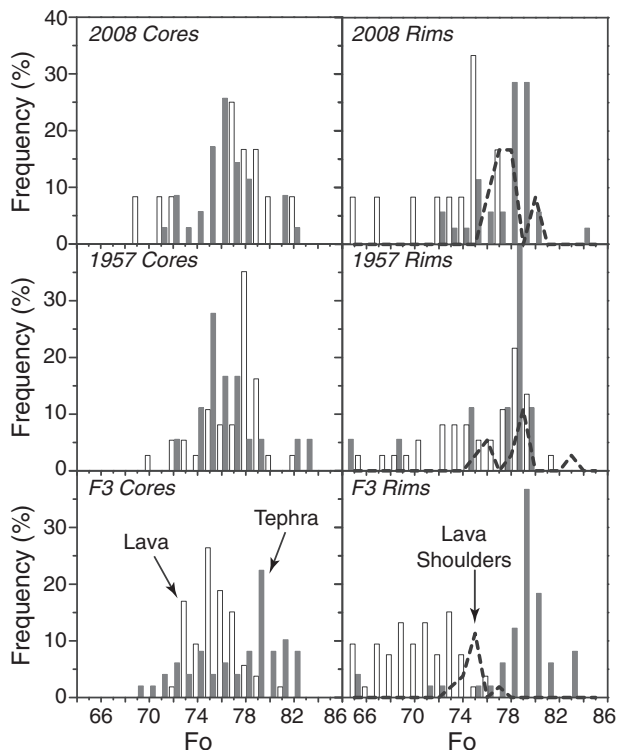 2008 Cores
2008 Rims
40
30
20
10
0
Frequency (%)
1957 Cores
1957 Rims
30
20
10
0
Frequency (%)
F3 Cores
F3 Rims
Lava
Tephra
Lava
Shoulders
30
20
10
0
Frequency (%)
66 70 74 78 82 86
66 70 74 78 82 86
Fo
Fo